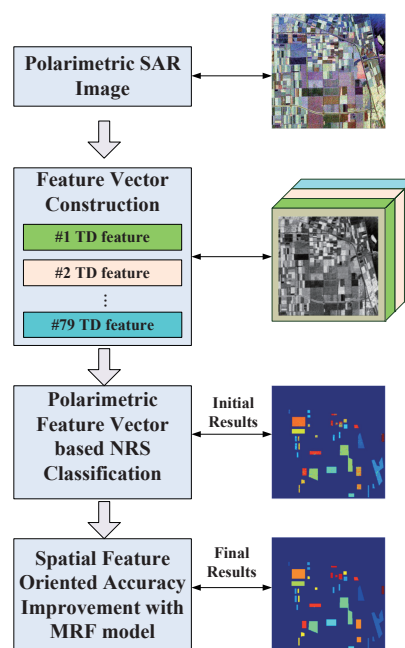 Polarimetric SAR
Image
Feature Vector
Construction
#1 TD feature
#2 TD feature
⋮
#79 TD feature
Polarimetric
Feature Vector
based NRS
Classification
Initial
Results
Spatial Feature
Oriented Accuracy
Improvement with
MRF model
Final
Results